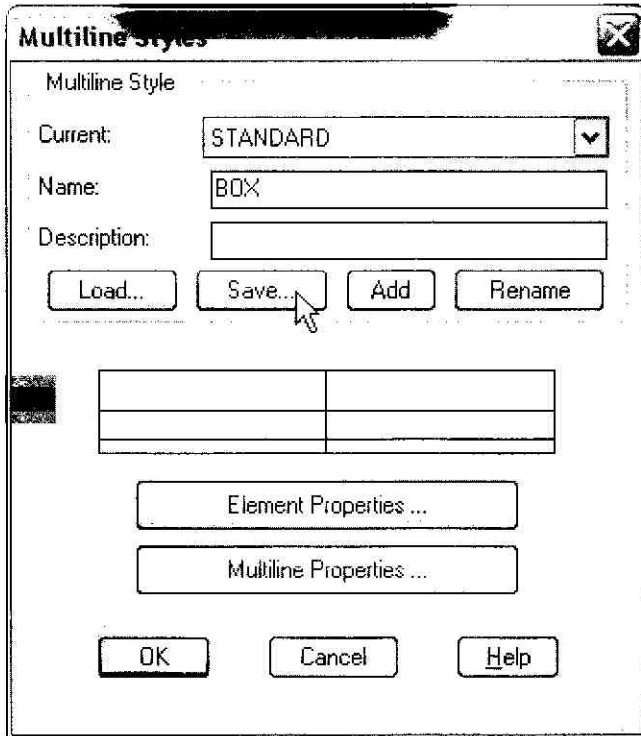 Multiline Styles
Multiline Style
Current: STANDARD
Name: BOX
Description:
Load... Save... Add Rename
Element Properties ...
Multiline Properties ...
OK Cancel Help